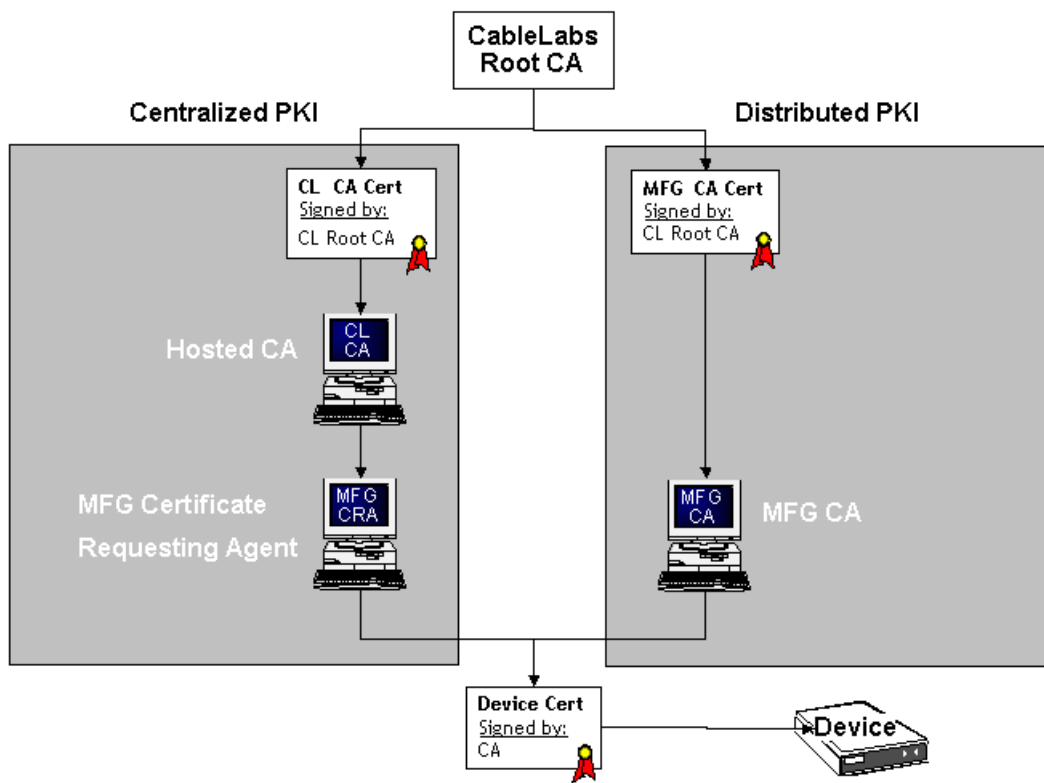 CableLabs
Root CA
Centralized PKI
Distributed PKI
CL CA Cert
Signed by:
CL Root CA
MFG CA Cert
Signed by:
CL Root CA
Hosted CA
CL
CA
MFG Certificate
Requesting Agent
MFG
CRA
MFG
CA
MFG CA
Device Cert
Signed by:
CA
Device